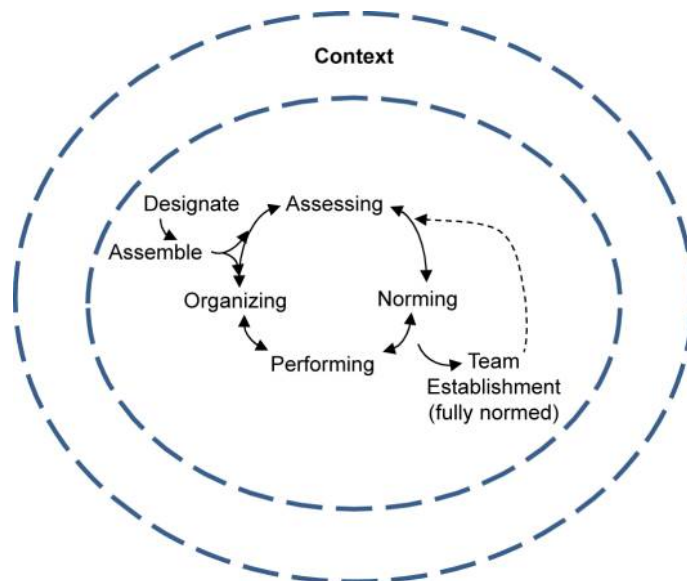 Context
Designate
Assessing
Assemble
Organizing
Norming
Performing
Team
Establishment
(fully normed)